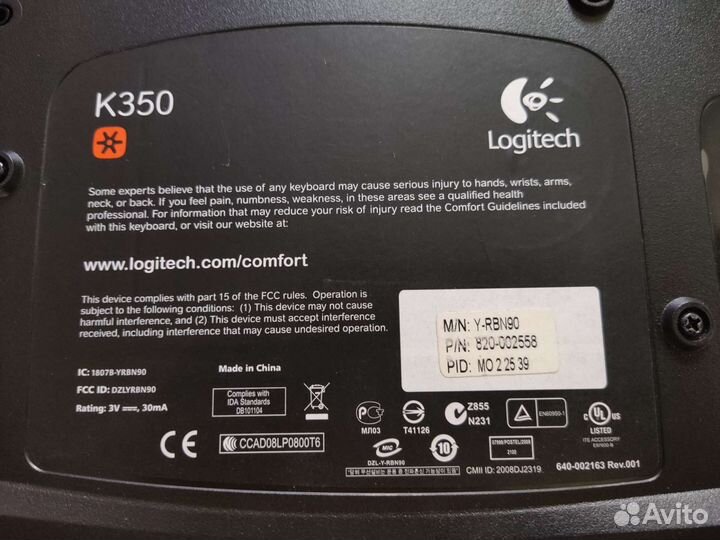 K350
Logitech
Some experts believe that the use of any keyboard may cause serious injury to hands, wrists, arms,
neck, or back. If you feel pain, numbness, weakness, in these areas see a qualified health
professional. For information that may reduce your risk of injury read the Comfort Guidelines included
with this keyboard, or visit our website at:
www.logitech.com/comfort
This device complies with part 15 of the FCC rules. Operation is
subject to the following conditions: (1) This device may not cause
harmful interference, and (2) This device must accept interference
received, including interference that may cause undesired operation.
M/N: Y-RBN90
P/N: 820-002558
PID: MO 2 25 39
IC: 1807B-YRBN90
FCC ID: DZLYRBN90
Rating: 3V ⎓, 30mA
Made in China
Complies with
IDA Standards
DB101104
CE
CCAD08LP0800T6
МЛ03
T41126
Z855
N231
EN60950-1
UL
LISTED
ITE ACCESSORY
MIC
DZL-Y-RBN90
10
2100
CMII ID: 2008DJ2319
640-002163 Rev.001
Avito